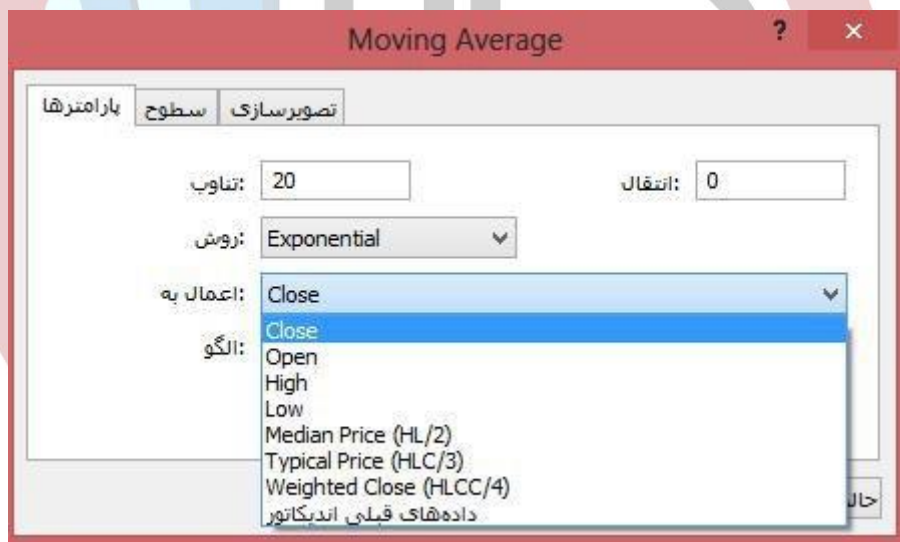 Moving Average
?
×
پارامترها سطوح تصویرسازی
تناوب: 20 انتقال: 0
روش: Exponential
اعمال به: Close
الگو:
Close
Open
High
Low
Median Price (HL/2)
Typical Price (HLC/3)
Weighted Close (HLCC/4)
داده‌های قبلی اندیکاتور